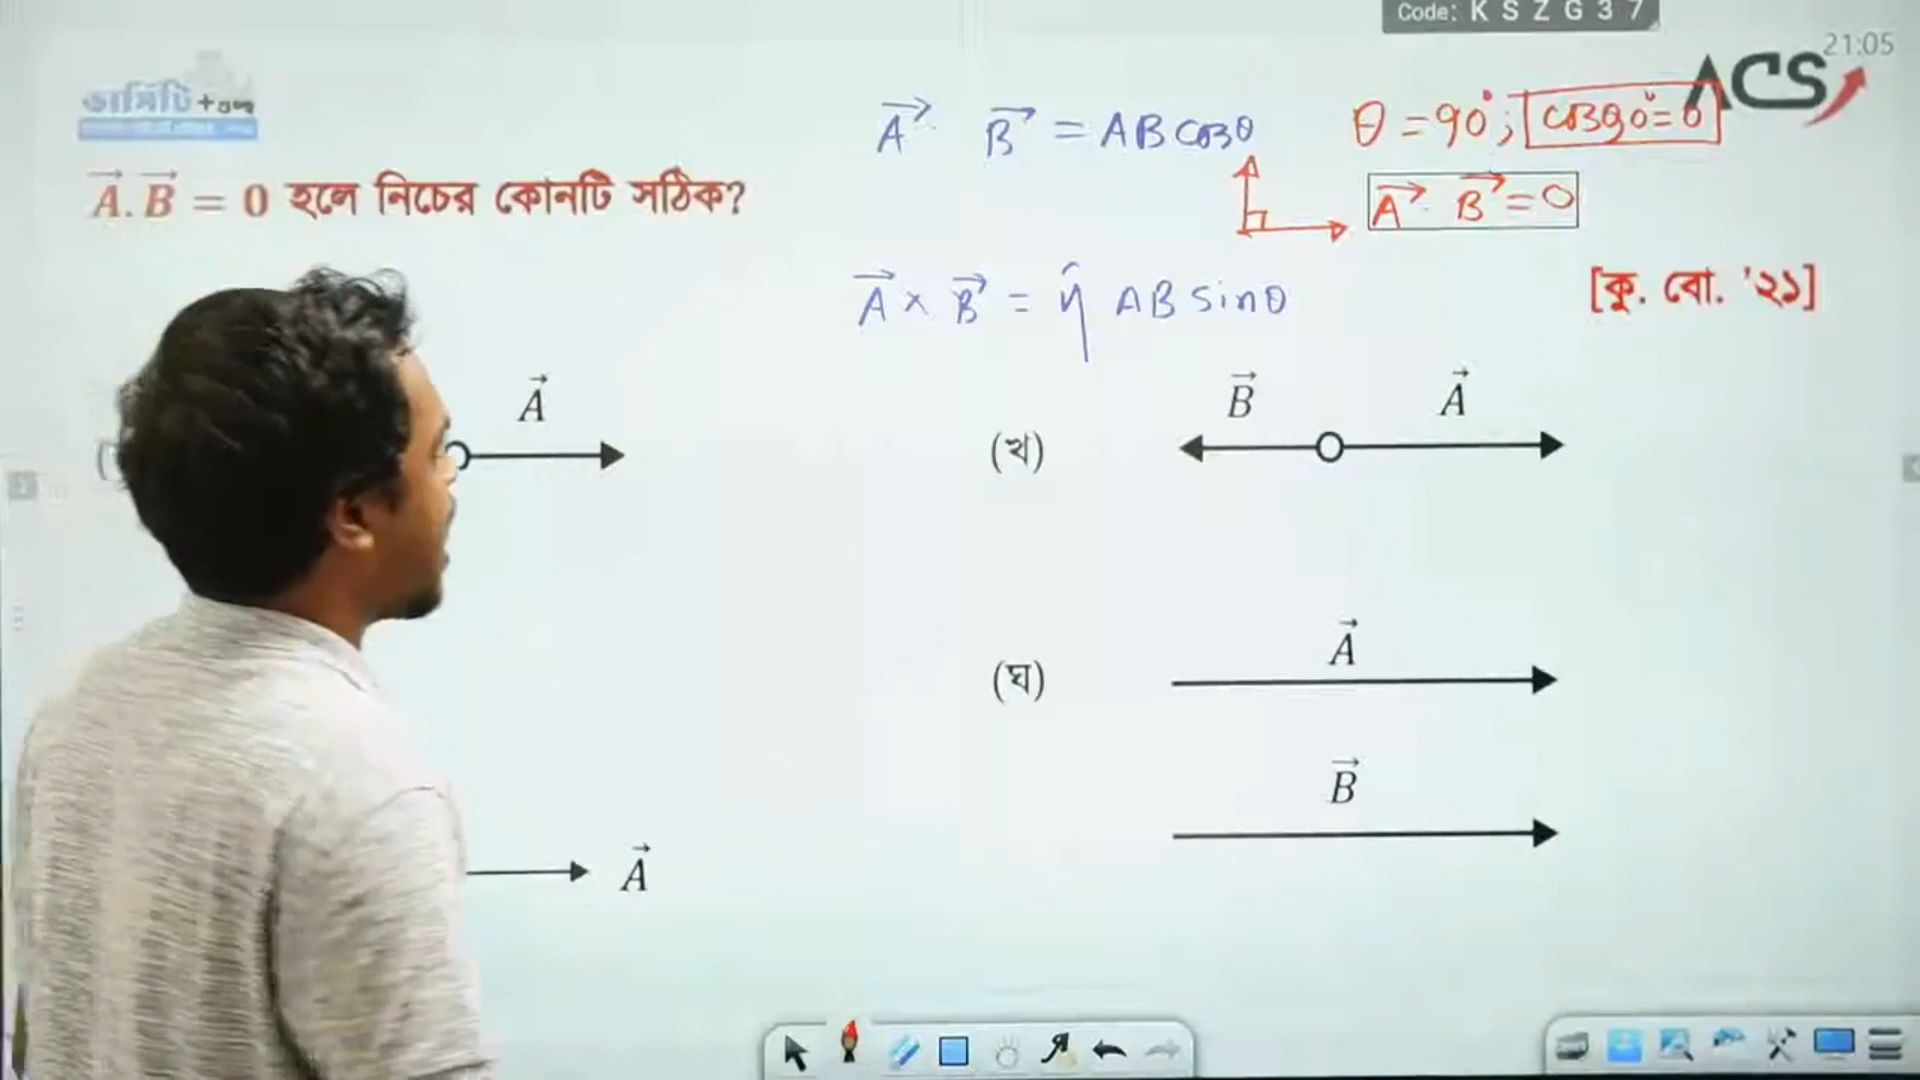 Code: K S Z G 3 7
21:05
ভার্সিটি +
ACS
A⃗ · B⃗ = AB cosθ
θ = 90°; cos90° = 0
A⃗.B⃗ = 0 হলে নিচের কোনটি সঠিক?
A⃗ · B⃗ = 0
[কু. বো. '২১]
A⃗ × B⃗ = η̂ AB sinθ
A⃗
(খ) B⃗ A⃗
(ঘ) A⃗
B⃗
A⃗